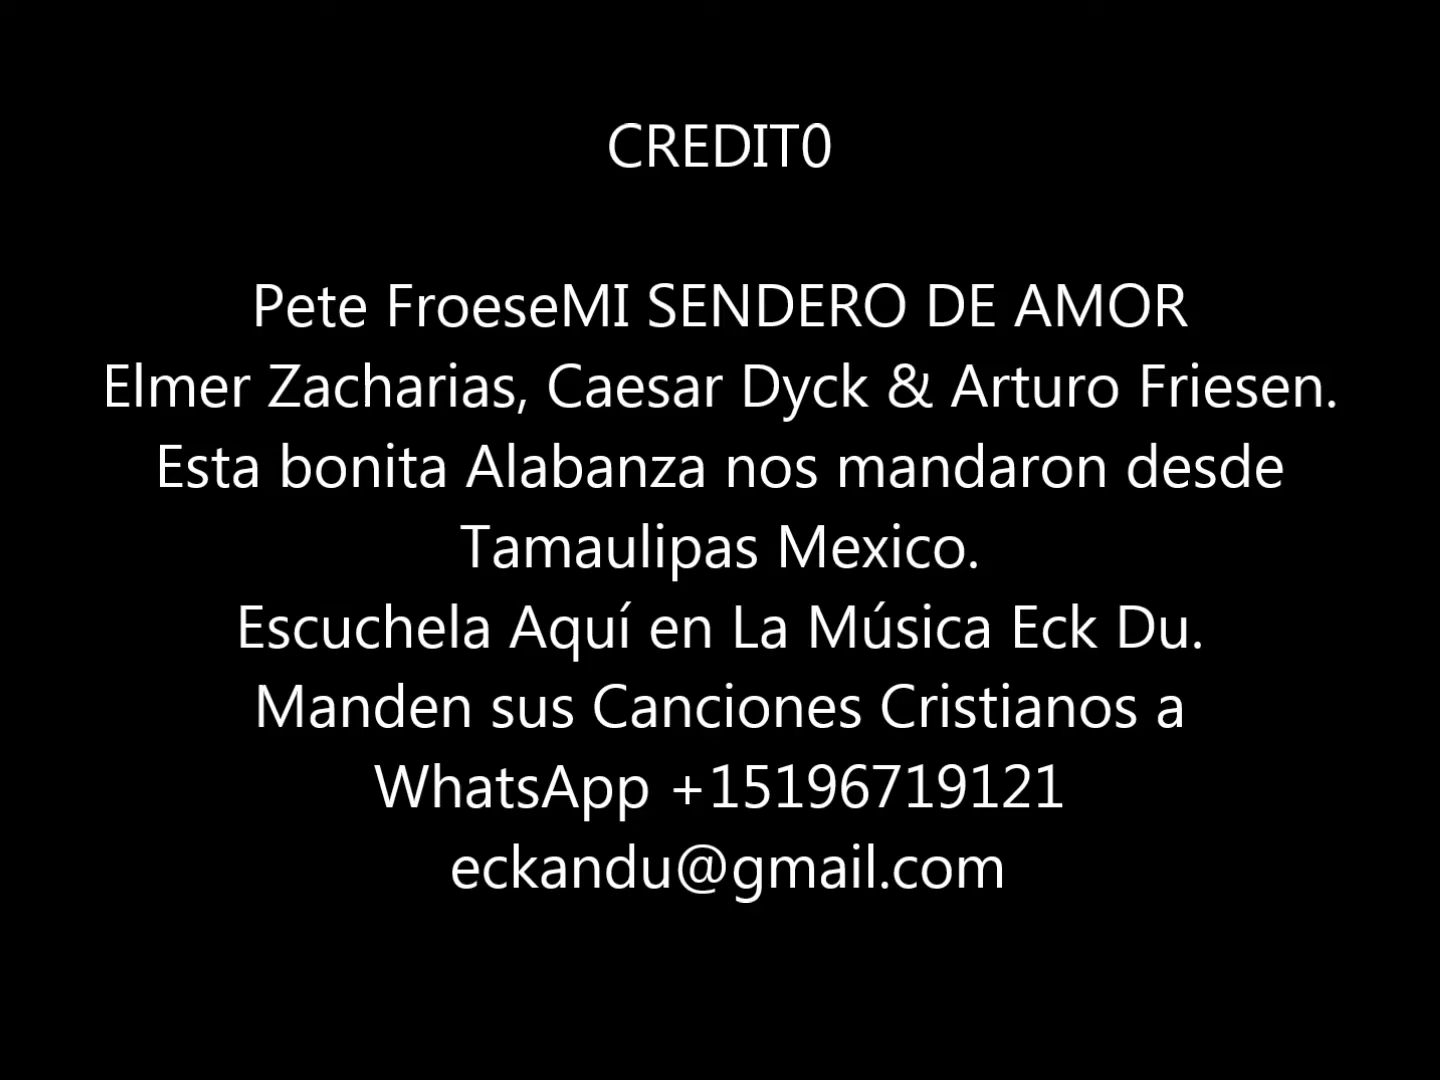 CREDIT0
Pete FroeseMI SENDERO DE AMOR
Elmer Zacharias, Caesar Dyck & Arturo Friesen.
Esta bonita Alabanza nos mandaron desde
Tamaulipas Mexico.
Escuchela Aquí en La Música Eck Du.
Manden sus Canciones Cristianos a
WhatsApp +15196719121
eckandu@gmail.com